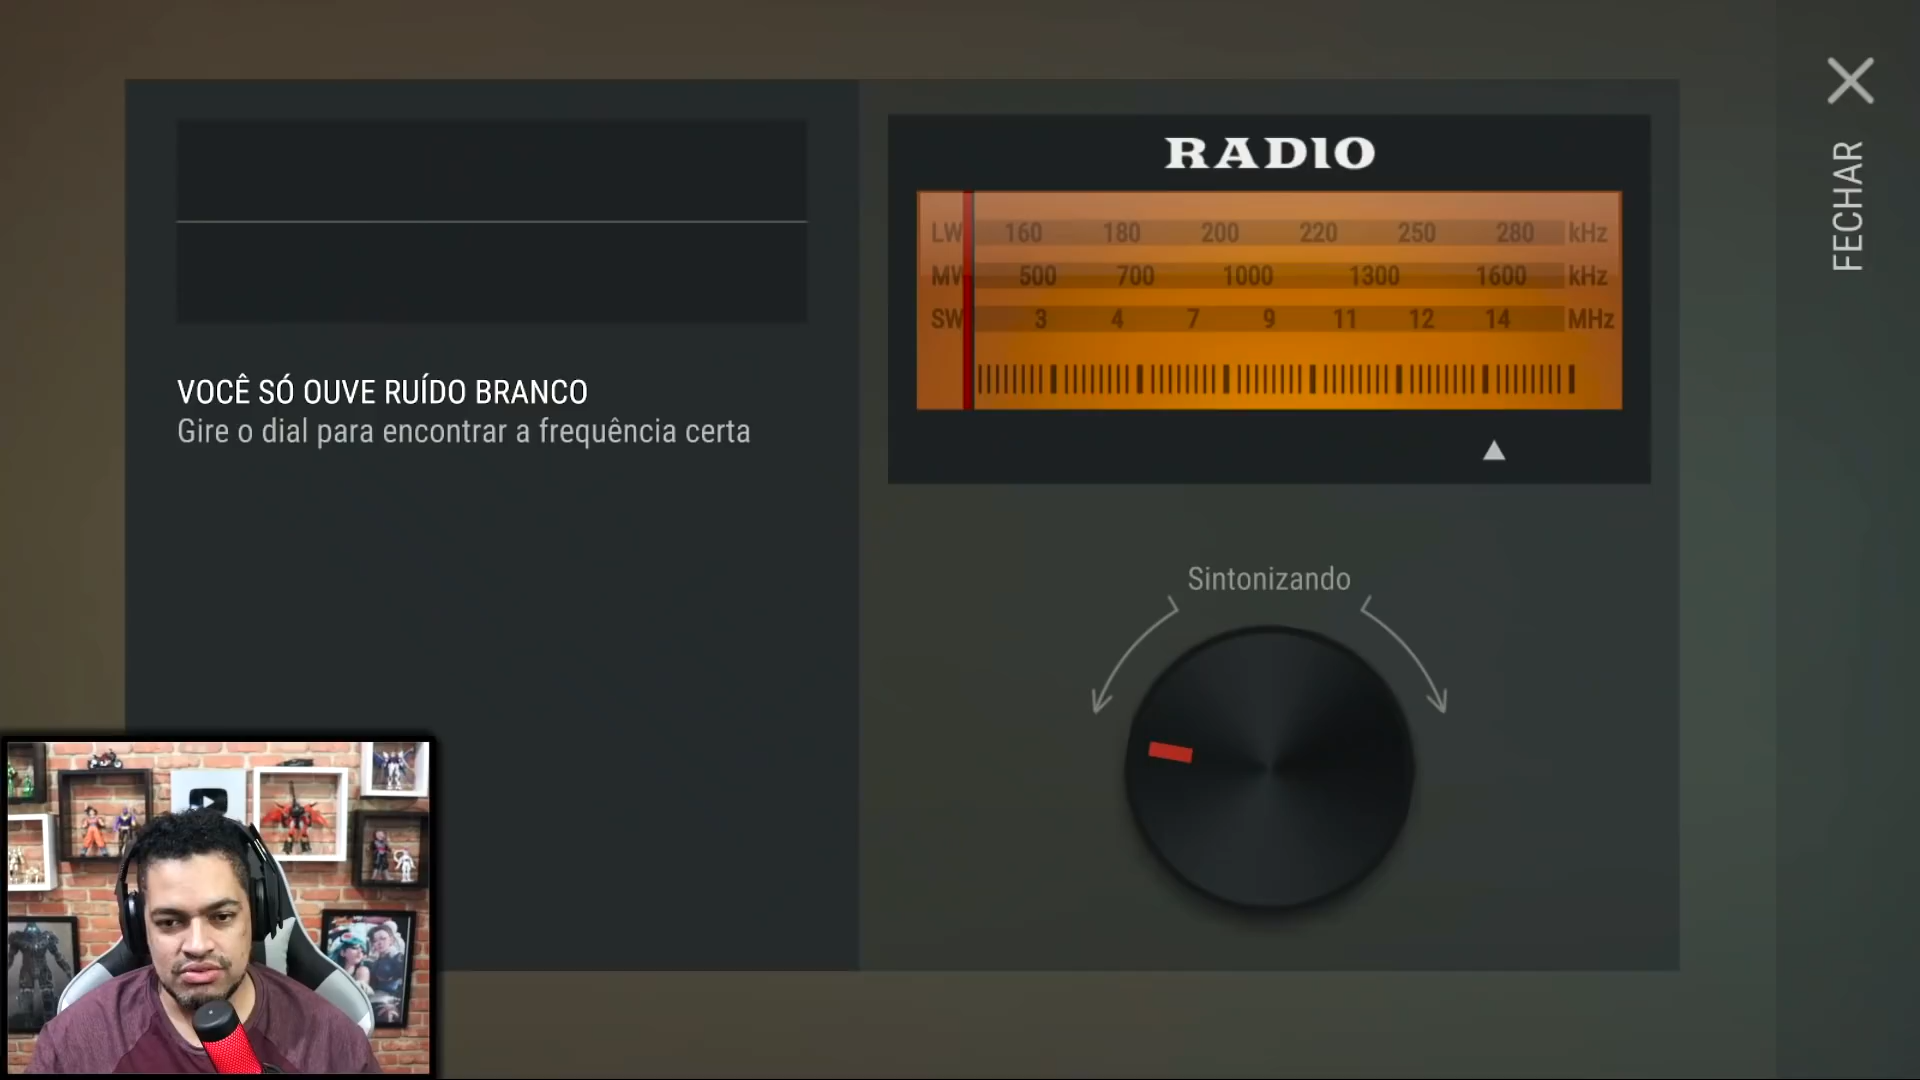 RADIO
LW 160 180 200 220 250 280 kHz
MW 500 700 1000 1300 1600 kHz
SW 3 4 7 9 11 12 14 MHz
VOCÊ SÓ OUVE RUÍDO BRANCO
Gire o dial para encontrar a frequência certa
Sintonizando
FECHAR